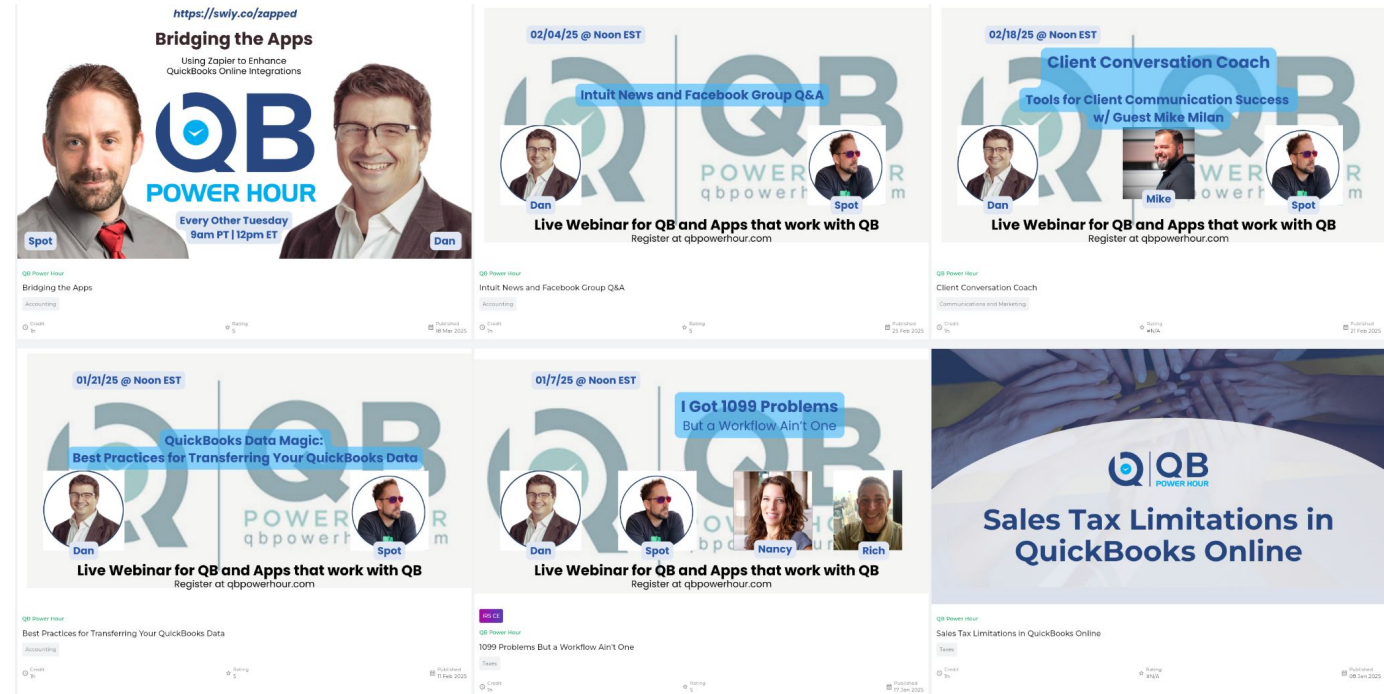 https://swiy.co/zapped
Bridging the Apps
Using Zapier to Enhance
QuickBooks Online Integrations
QB
POWER HOUR
Every Other Tuesday
9am PT | 12pm ET
Spot
Dan
QB Power Hour
Bridging the Apps
Accounting
Credit
1h
Rating
5
Published
18 Mar 2025
02/04/25 @ Noon EST
Intuit News and Facebook Group Q&A
QB
POWER R
qbpowerh m
Dan
Spot
Live Webinar for QB and Apps that work with QB
Register at qbpowerhour.com
QB Power Hour
Intuit News and Facebook Group Q&A
Accounting
Credit
1h
Rating
5
Published
25 Feb 2025
02/18/25 @ Noon EST
Client Conversation Coach
Tools for Client Communication Success
w/ Guest Mike Milan
OWER R
powerh m
Dan
Mike
Spot
Live Webinar for QB and Apps that work with QB
Register at qbpowerhour.com
QB Power Hour
Client Conversation Coach
Communications and Marketing
Credit
1h
Rating
#N/A
Published
21 Feb 2025
01/21/25 @ Noon EST
QuickBooks Data Magic:
Best Practices for Transferring Your QuickBooks Data
QB
POWER R
qbpowerh m
Dan
Spot
Live Webinar for QB and Apps that work with QB
Register at qbpowerhour.com
QB Power Hour
Best Practices for Transferring Your QuickBooks Data
Accounting
Credit
1h
Rating
5
Published
11 Feb 2025
01/7/25 @ Noon EST
I Got 1099 Problems
But a Workflow Ain't One
QB
Dan
Spot
Nancy
Rich
Live Webinar for QB and Apps that work with QB
Register at qbpowerhour.com
IRS CE
QB Power Hour
1099 Problems But a Workflow Ain't One
Taxes
Credit
1h
Rating
5
Published
17 Jan 2025
QB
POWER HOUR
Sales Tax Limitations in
QuickBooks Online
QB Power Hour
Sales Tax Limitations in QuickBooks Online
Taxes
Credit
1h
Rating
#N/A
Published
08 Jan 2025